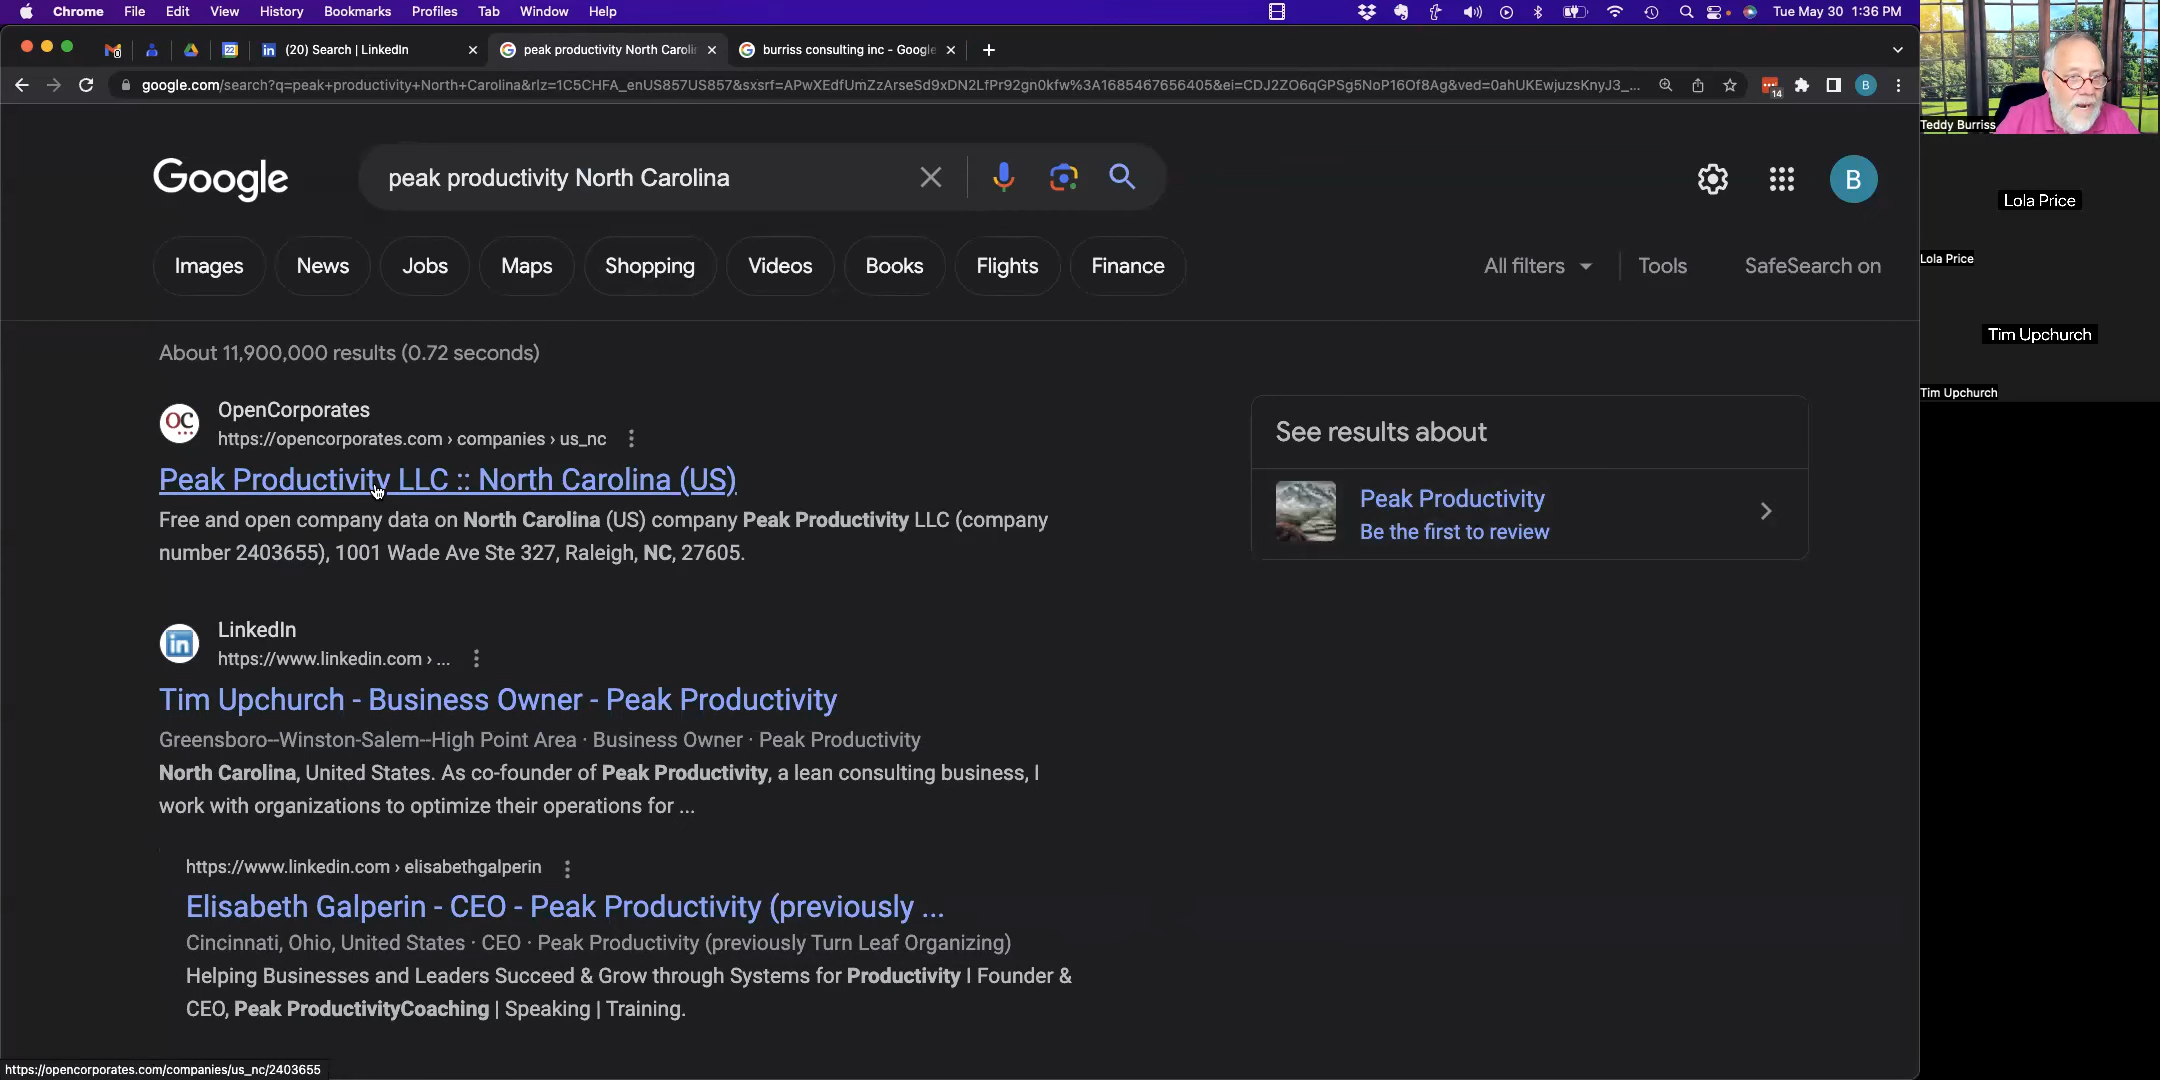 Chrome File Edit View History Bookmarks Profiles Tab Window Help
Tue May 30 1:36 PM
(20) Search | LinkedIn
peak productivity North Caroli
burriss consulting inc - Google
google.com/search?q=peak+productivity+North+Carolina&rlz=1C5CHFA_enUS857US857&sxsrf=APwXEdfUmZzArseSd9xDN2LfPr92gn0kfw%3A1685467656405&ei=CDJ2ZO6qGPSg5NoP16Of8Ag&ved=0ahUKEwjuzsKnyJ3_...
14
B
Google
peak productivity North Carolina
B
Images
News
Jobs
Maps
Shopping
Videos
Books
Flights
Finance
All filters
Tools
SafeSearch on
About 11,900,000 results (0.72 seconds)
OpenCorporates
https://opencorporates.com › companies › us_nc
Peak Productivity LLC :: North Carolina (US)
Free and open company data on North Carolina (US) company Peak Productivity LLC (company
number 2403655), 1001 Wade Ave Ste 327, Raleigh, NC, 27605.
LinkedIn
https://www.linkedin.com › ...
Tim Upchurch - Business Owner - Peak Productivity
Greensboro--Winston-Salem--High Point Area · Business Owner · Peak Productivity
North Carolina, United States. As co-founder of Peak Productivity, a lean consulting business, I
work with organizations to optimize their operations for ...
https://www.linkedin.com › elisabethgalperin
Elisabeth Galperin - CEO - Peak Productivity (previously ...
Cincinnati, Ohio, United States · CEO · Peak Productivity (previously Turn Leaf Organizing)
Helping Businesses and Leaders Succeed & Grow through Systems for Productivity I Founder &
CEO, Peak ProductivityCoaching | Speaking | Training.
See results about
Peak Productivity
Be the first to review
https://opencorporates.com/companies/us_nc/2403655
Teddy Burriss
Lola Price
Lola Price
Tim Upchurch
Tim Upchurch